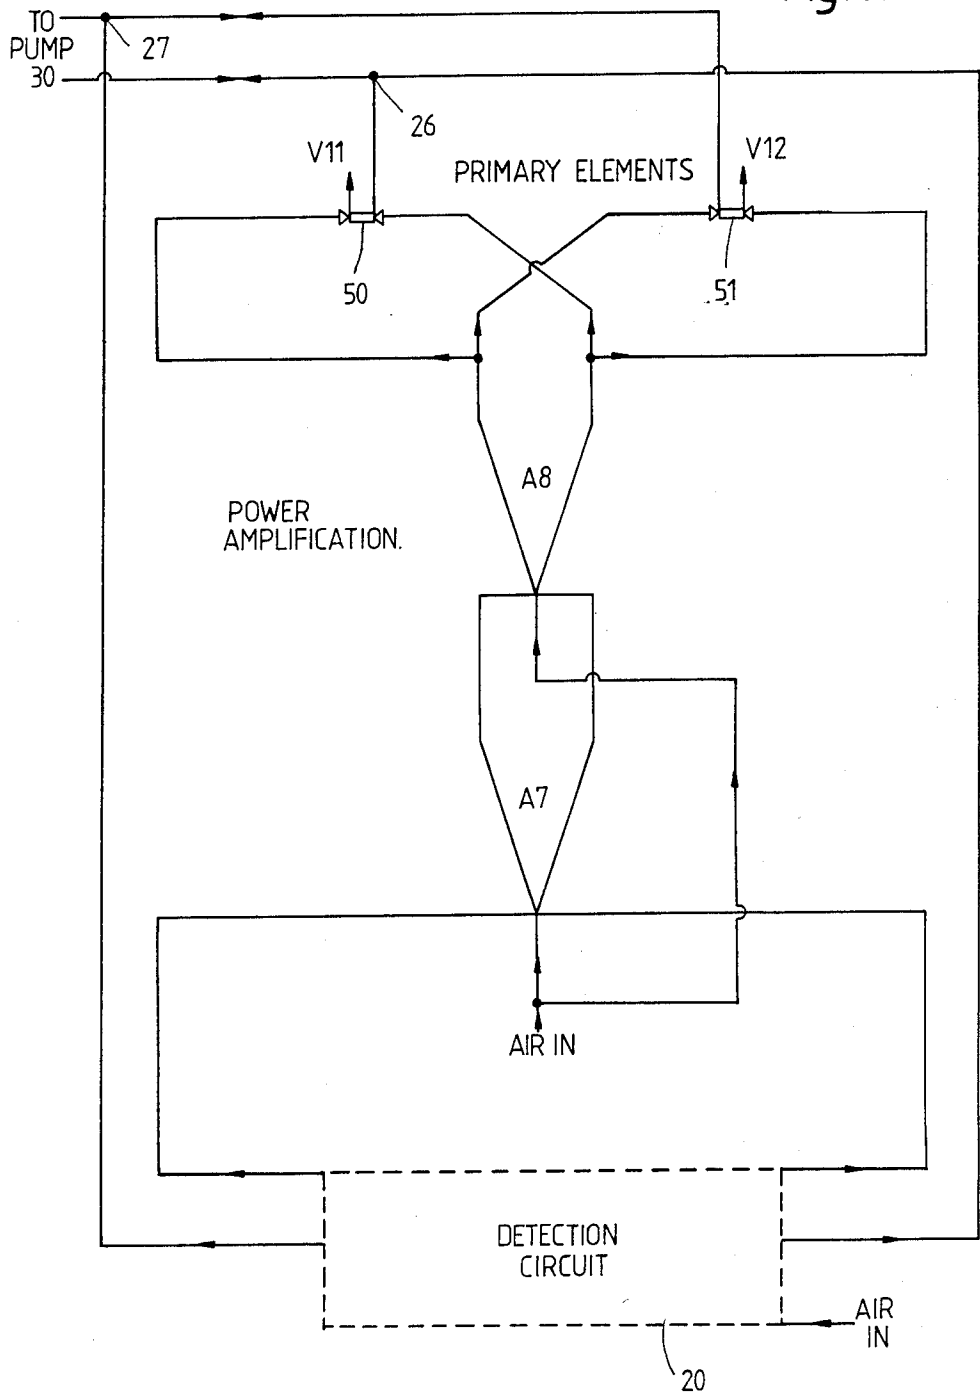 TO
PUMP
30
27
26
V11
PRIMARY ELEMENTS
V12
50
51
A8
POWER
AMPLIFICATION.
A7
AIR IN
DETECTION
CIRCUIT
AIR
IN
20